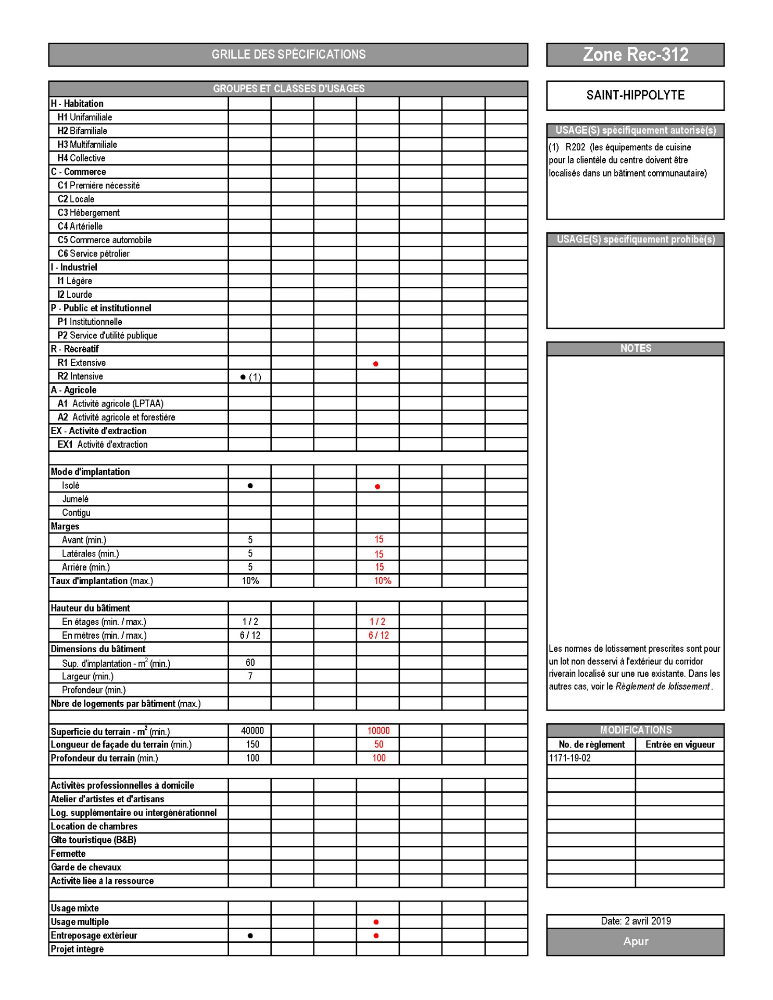 GRILLE DES SPÉCIFICATIONS
Zone Rec-312
GROUPES ET CLASSES D'USAGES
H - Habitation
H1 Unifamiliale
H2 Bifamiliale
H3 Multifamiliale
H4 Collective
C - Commerce
C1 Première nécessité
C2 Locale
C3 Hébergement
C4 Artérielle
C5 Commerce automobile
C6 Service pétrolier
I - Industriel
I1 Légère
I2 Lourde
P - Public et institutionnel
P1 Institutionnelle
P2 Service d'utilité publique
R - Récréatif
R1 Extensive ●
R2 Intensive ● (1)
A - Agricole
A1 Activité agricole (LPTAA)
A2 Activité agricole et forestière
EX - Activité d'extraction
EX1 Activité d'extraction
Mode d'implantation
Isolé ● ●
Jumelé
Contigu
Marges
Avant (min.) 5 15
Latérales (min.) 5 15
Arrière (min.) 5 15
Taux d'implantation (max.) 10% 10%
Hauteur du bâtiment
En étages (min. / max.) 1 / 2 1 / 2
En mètres (min. / max.) 6 / 12 6 / 12
Dimensions du bâtiment
Sup. d'implantation - m² (min.) 60
Largeur (min.) 7
Profondeur (min.)
Nbre de logements par bâtiment (max.)
Superficie du terrain - m² (min.) 40000 10000
Longueur de façade du terrain (min.) 150 50
Profondeur du terrain (min.) 100 100
Activités professionnelles à domicile
Atelier d'artistes et d'artisans
Log. supplémentaire ou intergénérationnel
Location de chambres
Gîte touristique (B&B)
Fermette
Garde de chevaux
Activité liée à la ressource
Usage mixte
Usage multiple ●
Entreposage extérieur ● ●
Projet intégré
SAINT-HIPPOLYTE
USAGE(S) spécifiquement autorisé(s)
(1) R202 (les équipements de cuisine
pour la clientèle du centre doivent être
localisés dans un bâtiment communautaire)
USAGE(S) spécifiquement prohibé(s)
NOTES
Les normes de lotissement prescrites sont pour
un lot non desservi à l'extérieur du corridor
riverain localisé sur une rue existante. Dans les
autres cas, voir le Règlement de lotissement.
MODIFICATIONS
No. de règlement Entrée en vigueur
1171-19-02
Date: 2 avril 2019
Apur